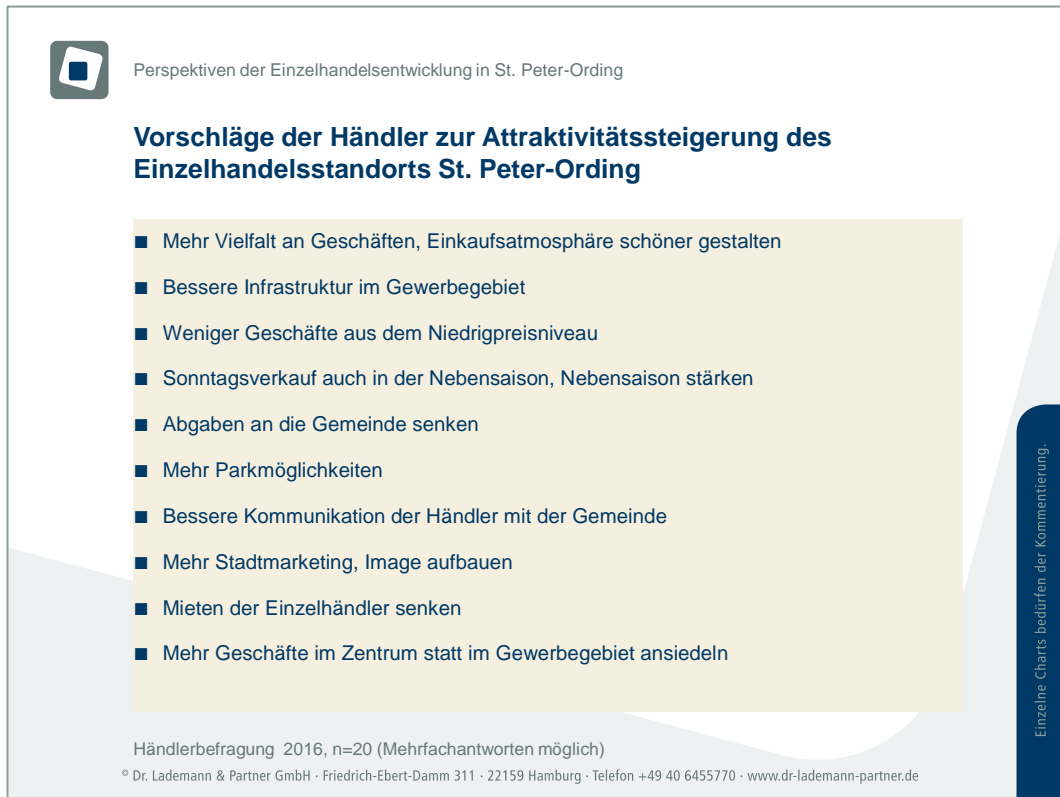 Perspektiven der Einzelhandelsentwicklung in St. Peter-Ording
Vorschläge der Händler zur Attraktivitätssteigerung des
Einzelhandelsstandorts St. Peter-Ording
■ Mehr Vielfalt an Geschäften, Einkaufsatmosphäre schöner gestalten
■ Bessere Infrastruktur im Gewerbegebiet
■ Weniger Geschäfte aus dem Niedrigpreisniveau
■ Sonntagsverkauf auch in der Nebensaison, Nebensaison stärken
■ Abgaben an die Gemeinde senken
■ Mehr Parkmöglichkeiten
■ Bessere Kommunikation der Händler mit der Gemeinde
■ Mehr Stadtmarketing, Image aufbauen
■ Mieten der Einzelhändler senken
■ Mehr Geschäfte im Zentrum statt im Gewerbegebiet ansiedeln
Händlerbefragung 2016, n=20 (Mehrfachantworten möglich)
© Dr. Lademann & Partner GmbH · Friedrich-Ebert-Damm 311 · 22159 Hamburg · Telefon +49 40 6455770 · www.dr-lademann-partner.de
Einzelne Charts bedürfen der Kommentierung.